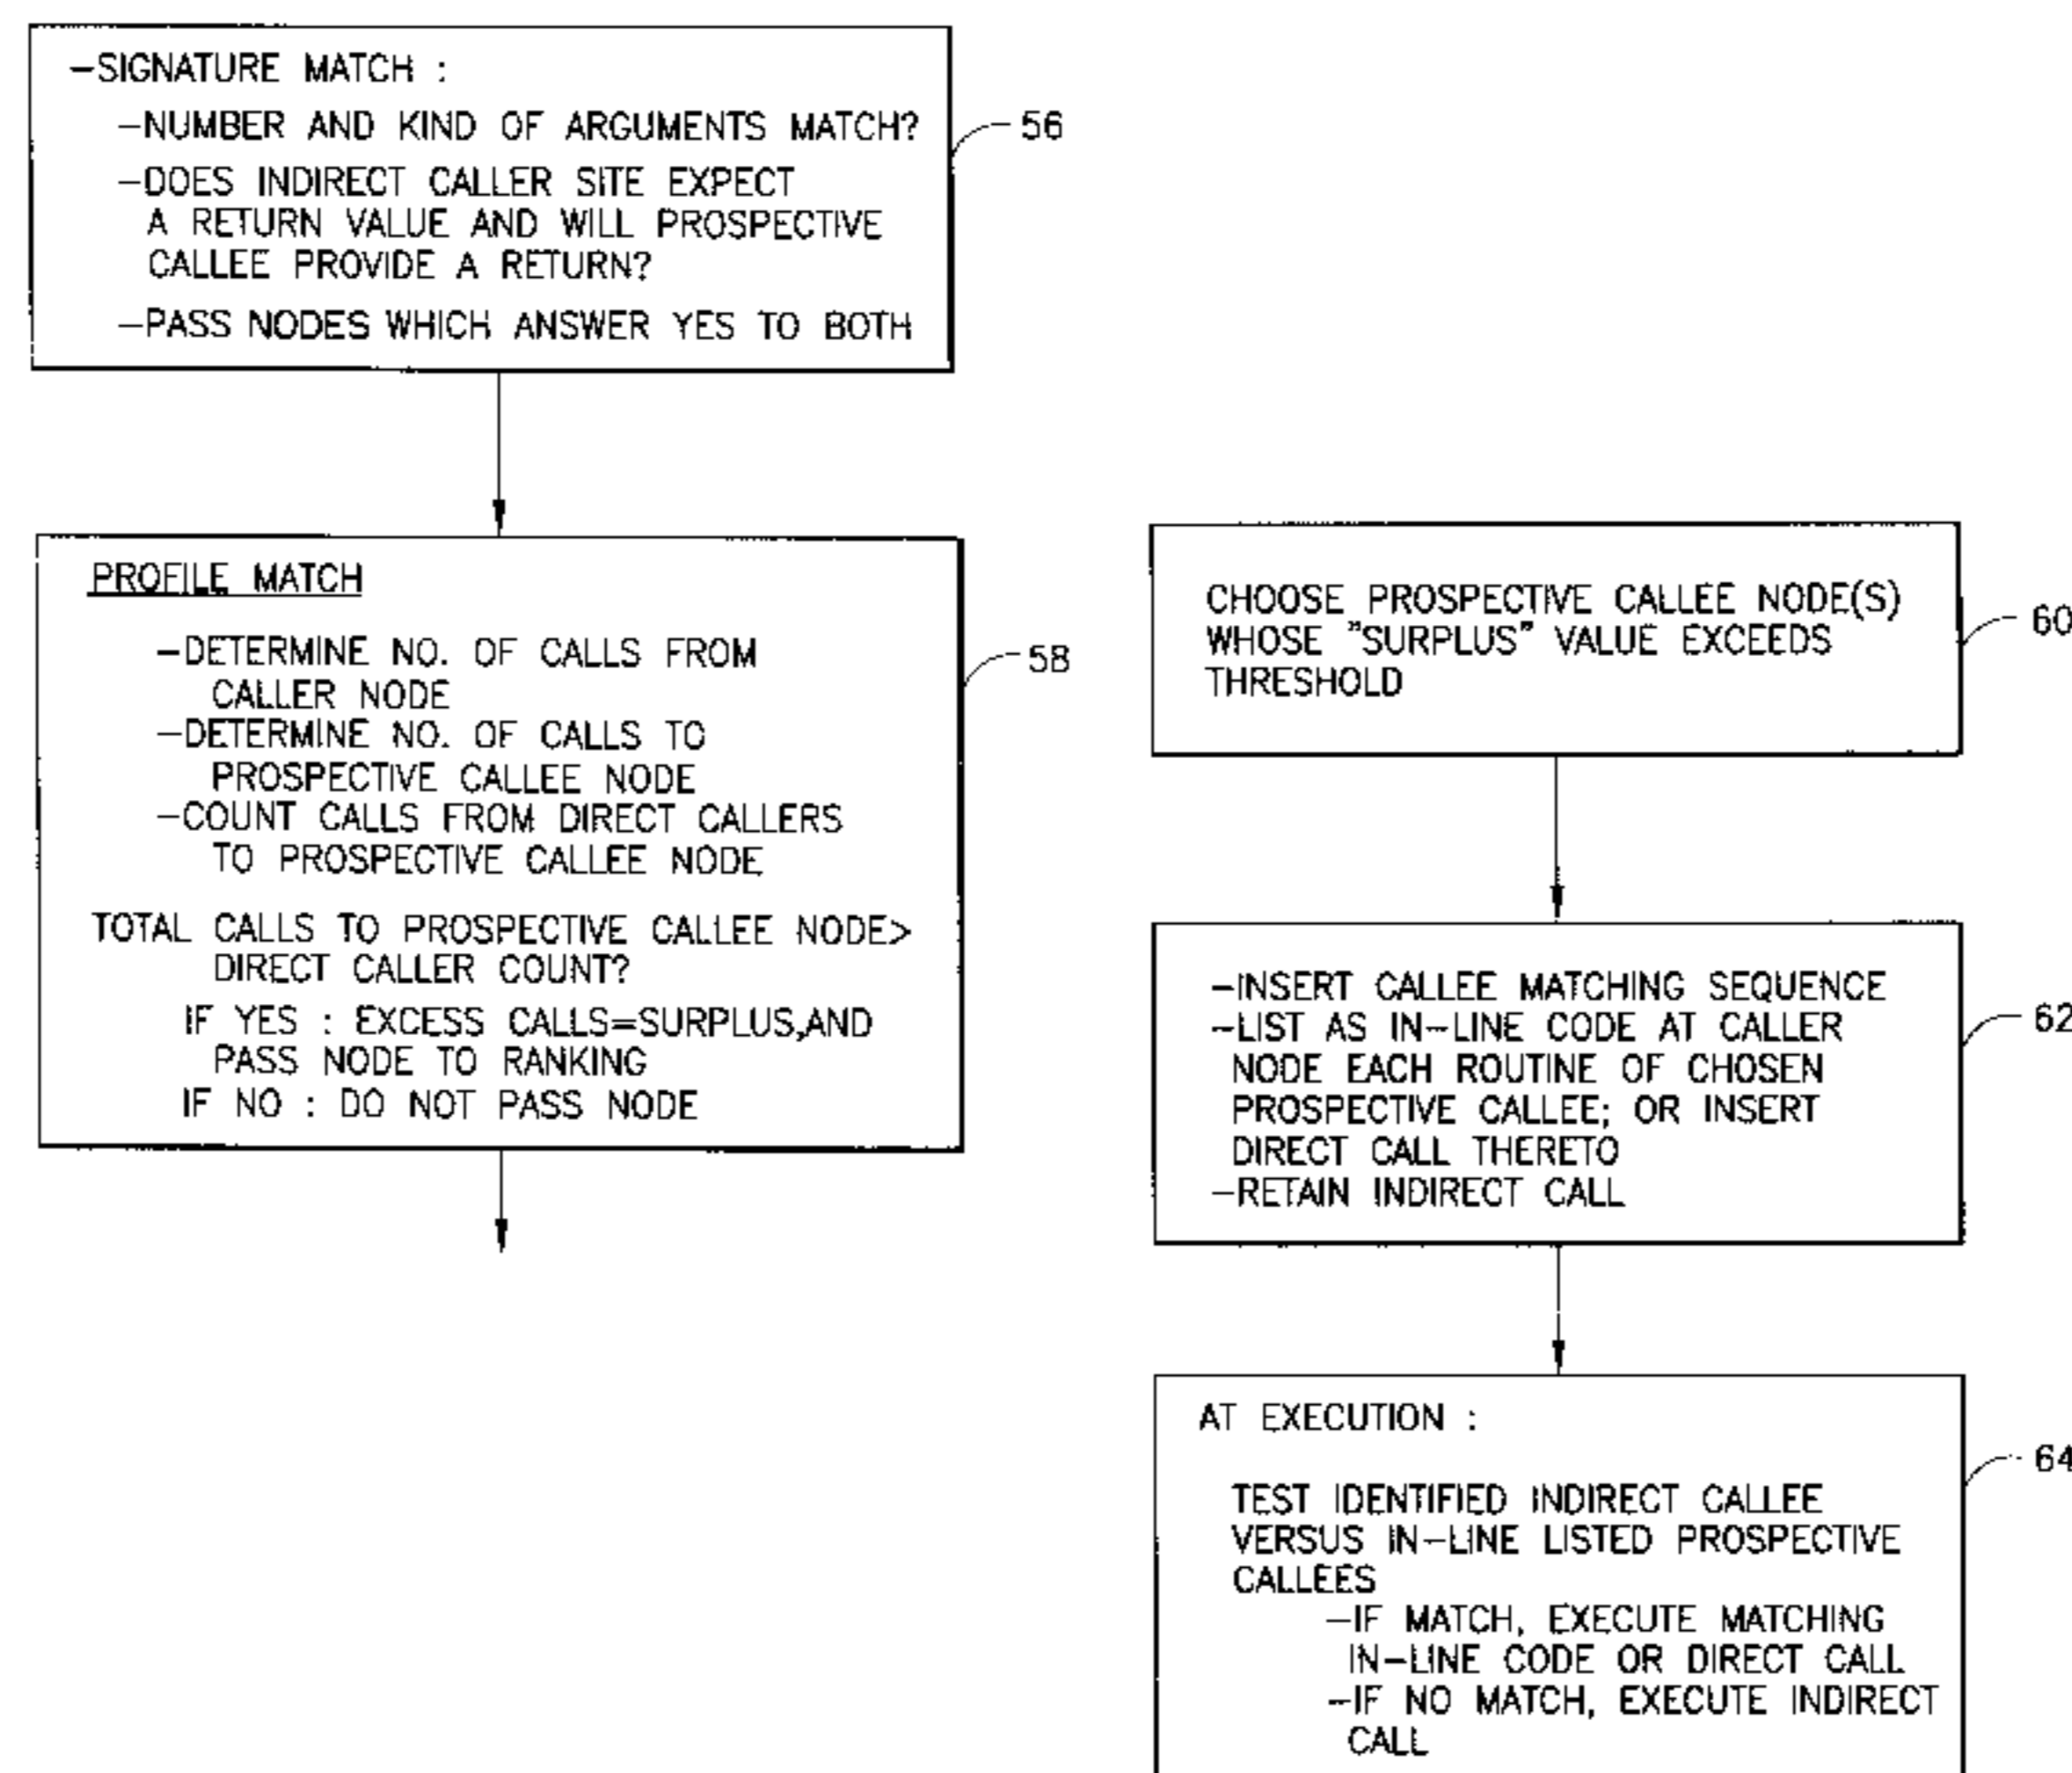 -SIGNATURE MATCH :
-NUMBER AND KIND OF ARGUMENTS MATCH?
-DOES INDIRECT CALLER SITE EXPECT
A RETURN VALUE AND WILL PROSPECTIVE
CALLEE PROVIDE A RETURN?
-PASS NODES WHICH ANSWER YES TO BOTH
56
PROFILE MATCH
-DETERMINE NO. OF CALLS FROM
CALLER NODE
-DETERMINE NO. OF CALLS TO
PROSPECTIVE CALLEE NODE
-COUNT CALLS FROM DIRECT CALLERS
TO PROSPECTIVE CALLEE NODE
TOTAL CALLS TO PROSPECTIVE CALLEE NODE>
DIRECT CALLER COUNT?
IF YES : EXCESS CALLS=SURPLUS,AND
PASS NODE TO RANKING
IF NO : DO NOT PASS NODE
58
CHOOSE PROSPECTIVE CALLEE NODE(S)
WHOSE "SURPLUS" VALUE EXCEEDS
THRESHOLD
60
-INSERT CALLEE MATCHING SEQUENCE
-LIST AS IN-LINE CODE AT CALLER
NODE EACH ROUTINE OF CHOSEN
PROSPECTIVE CALLEE; OR INSERT
DIRECT CALL THERETO
-RETAIN INDIRECT CALL
62
AT EXECUTION :
TEST IDENTIFIED INDIRECT CALLEE
VERSUS IN-LINE LISTED PROSPECTIVE
CALLEES
-IF MATCH, EXECUTE MATCHING
IN-LINE CODE OR DIRECT CALL
-IF NO MATCH, EXECUTE INDIRECT
CALL
64